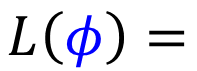 L(ϕ) =